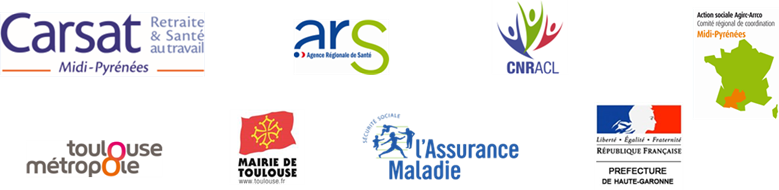 Carsat
Retraite
& Santé
au travail
Midi-Pyrénées
ars
Agence Régionale de Santé
CNRACL
Action sociale Agirc-Arrco
Comité régional de coordination
Midi-Pyrénées
toulouse
métropole
MAIRIE DE
TOULOUSE
www.toulouse.fr
SÉCURITÉ SOCIALE
l'Assurance
Maladie
Liberté • Égalité • Fraternité
RÉPUBLIQUE FRANÇAISE
PREFECTURE
DE HAUTE-GARONNE